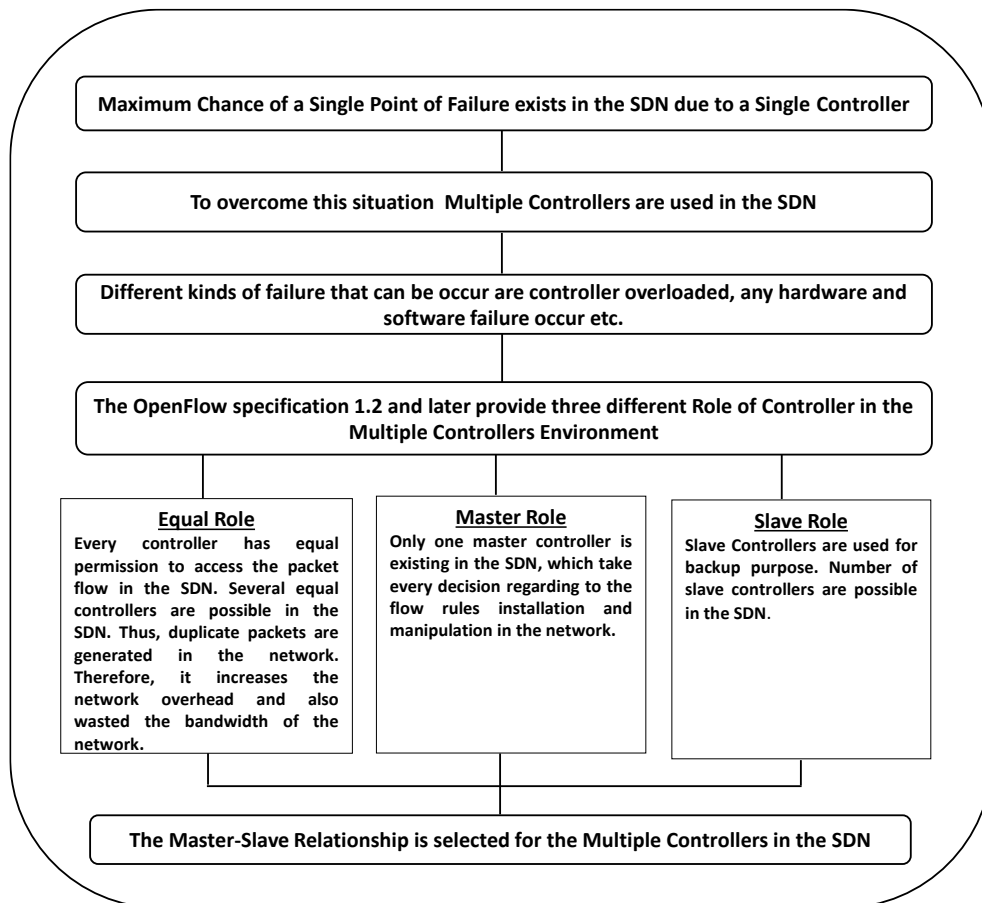 Maximum Chance of a Single Point of Failure exists in the SDN due to a Single Controller
To overcome this situation Multiple Controllers are used in the SDN
Different kinds of failure that can be occur are controller overloaded, any hardware and
software failure occur etc.
The OpenFlow specification 1.2 and later provide three different Role of Controller in the
Multiple Controllers Environment
Equal Role
Every controller has equal
permission to access the packet
flow in the SDN. Several equal
controllers are possible in the
SDN. Thus, duplicate packets are
generated in the network.
Therefore, it increases the
network overhead and also
wasted the bandwidth of the
network.
Master Role
Only one master controller is
existing in the SDN, which take
every decision regarding to the
flow rules installation and
manipulation in the network.
Slave Role
Slave Controllers are used for
backup purpose. Number of
slave controllers are possible
in the SDN.
The Master-Slave Relationship is selected for the Multiple Controllers in the SDN